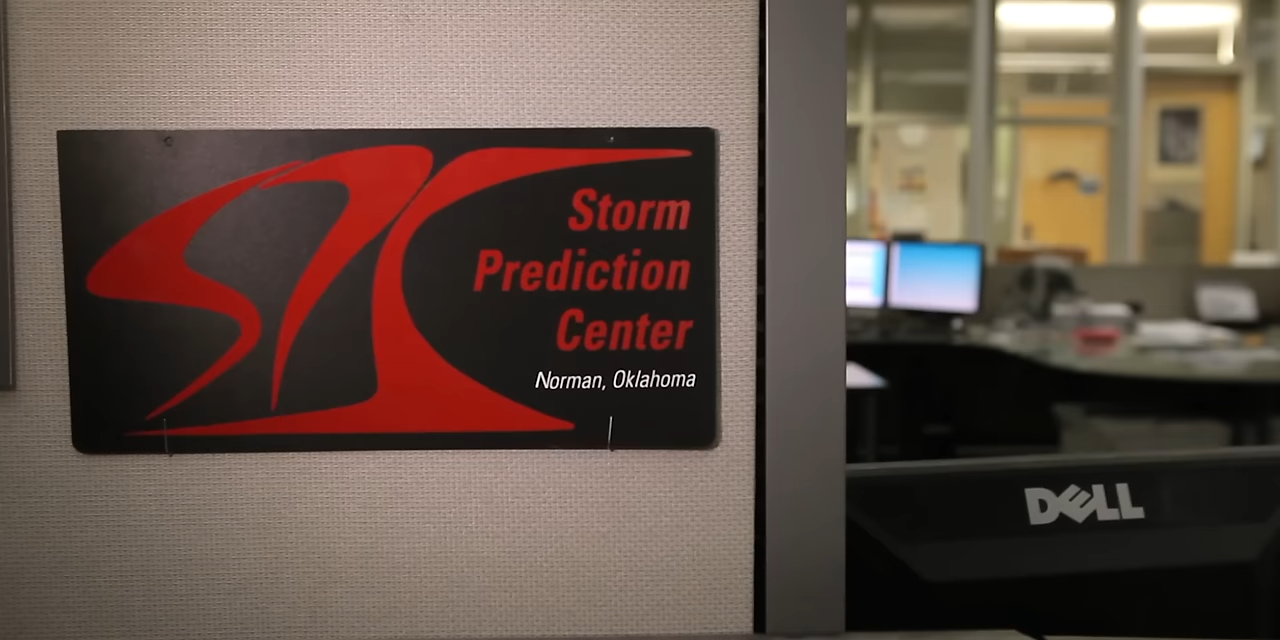 Storm
Prediction
Center
Norman, Oklahoma
DELL